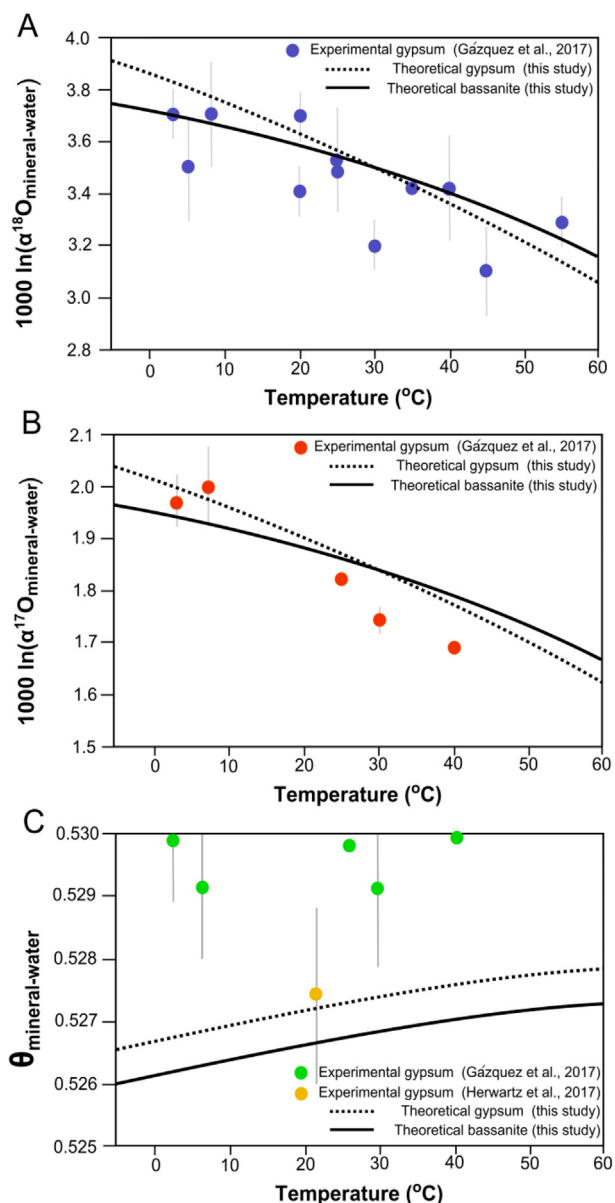 A
4.0
3.8
3.6
3.4
3.2
3.0
2.8
1000 ln(α18Omineral-water)
Experimental gypsum (Gázquez et al., 2017)
Theoretical gypsum (this study)
Theoretical bassanite (this study)
0 10 20 30 40 50 60
Temperature (°C)
B
2.1
2.0
1.9
1.8
1.7
1.6
1.5
1000 ln(α17Omineral-water)
Experimental gypsum (Gázquez et al., 2017)
Theoretical gypsum (this study)
Theoretical bassanite (this study)
0 10 20 30 40 50 60
Temperature (°C)
C
0.530
0.529
0.528
0.527
0.526
0.525
θmineral-water
Experimental gypsum (Gázquez et al., 2017)
Experimental gypsum (Herwartz et al., 2017)
Theoretical gypsum (this study)
Theoretical bassanite (this study)
0 10 20 30 40 50 60
Temperature (°C)